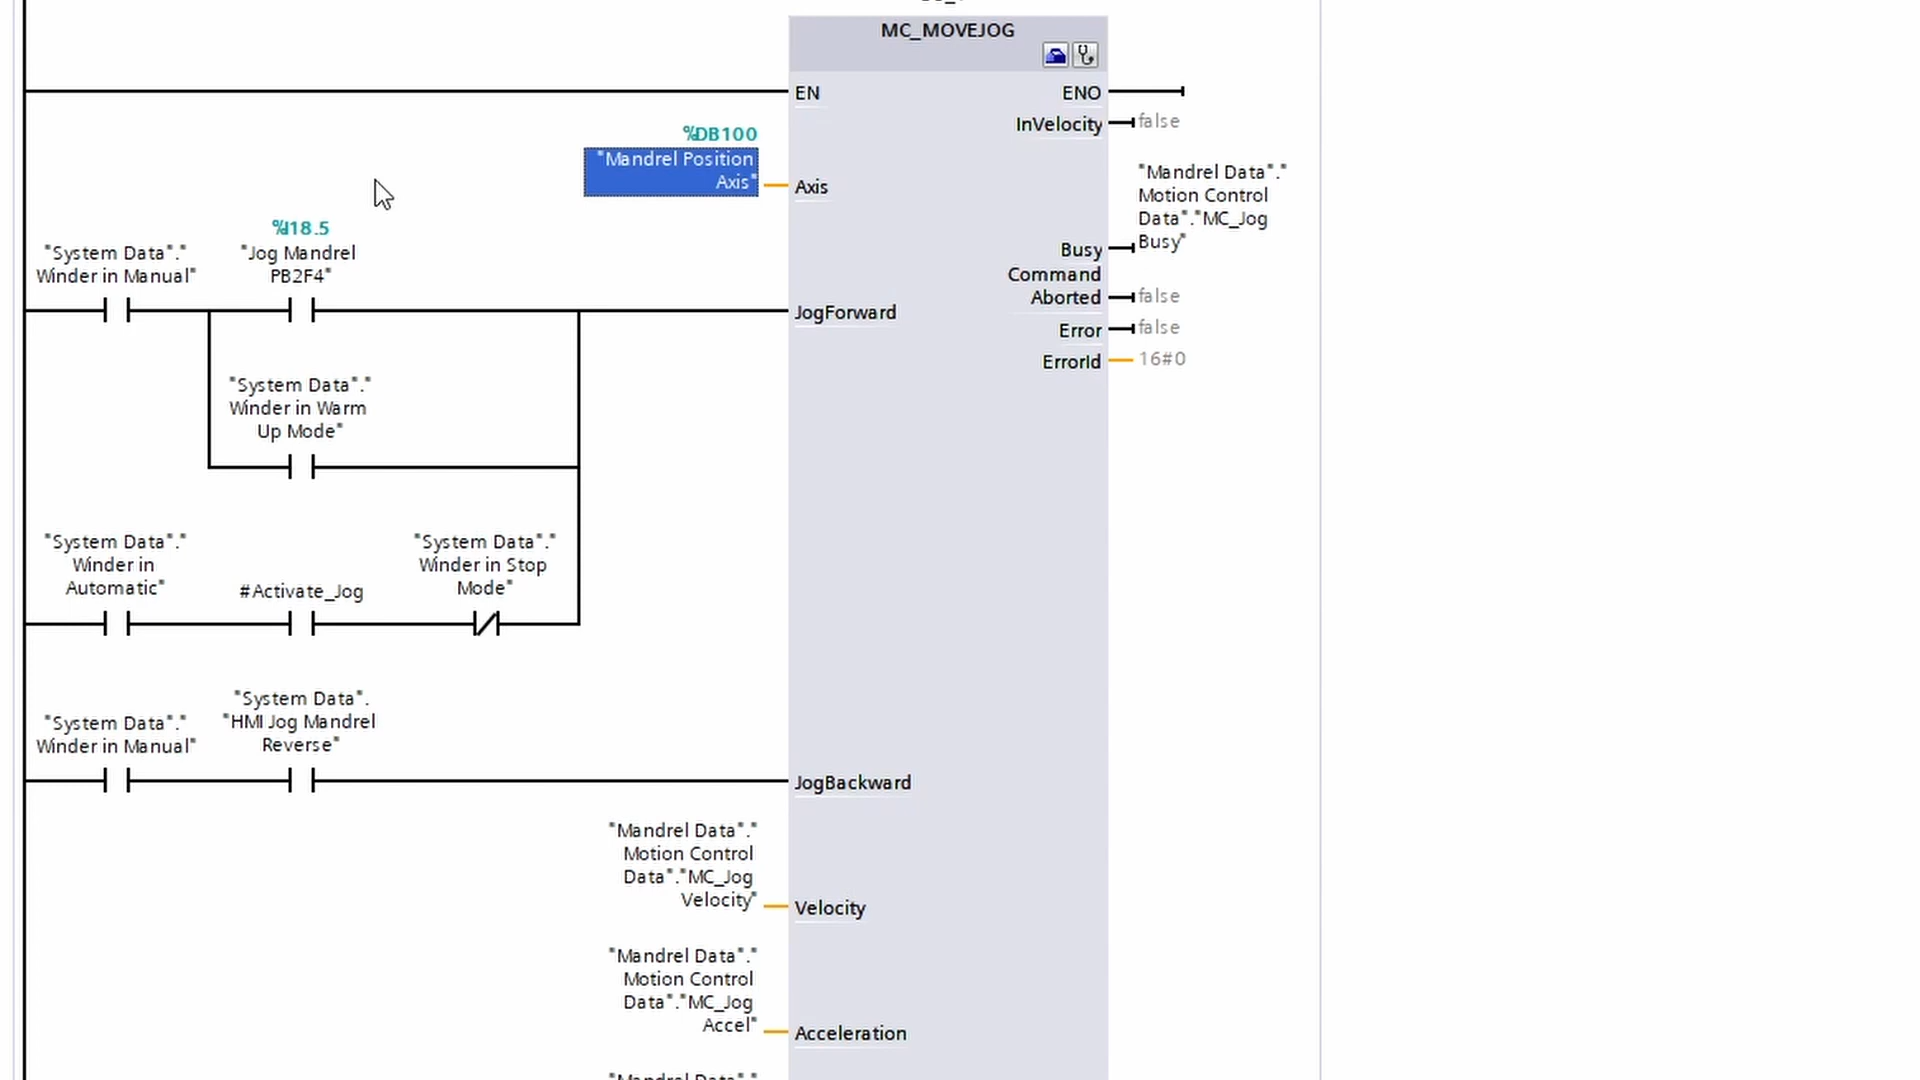 MC_MOVEJOG
EN
ENO
%DB100
"Mandrel Position
Axis"
Axis
InVelocity
false
"Mandrel Data"."
Motion Control
Data"."MC_Jog
Busy"
Busy
Command
Aborted
false
Error
false
ErrorId
16#0
%I18.5
"System Data"."
Winder in Manual"
"Jog Mandrel
PB2F4"
JogForward
"System Data"."
Winder in Warm
Up Mode"
"System Data"."
Winder in
Automatic"
#Activate_Jog
"System Data"."
Winder in Stop
Mode"
"System Data"."
Winder in Manual"
"System Data".
"HMI Jog Mandrel
Reverse"
JogBackward
"Mandrel Data"."
Motion Control
Data"."MC_Jog
Velocity"
Velocity
"Mandrel Data"."
Motion Control
Data"."MC_Jog
Accel"
Acceleration
"Mandrel Data"."